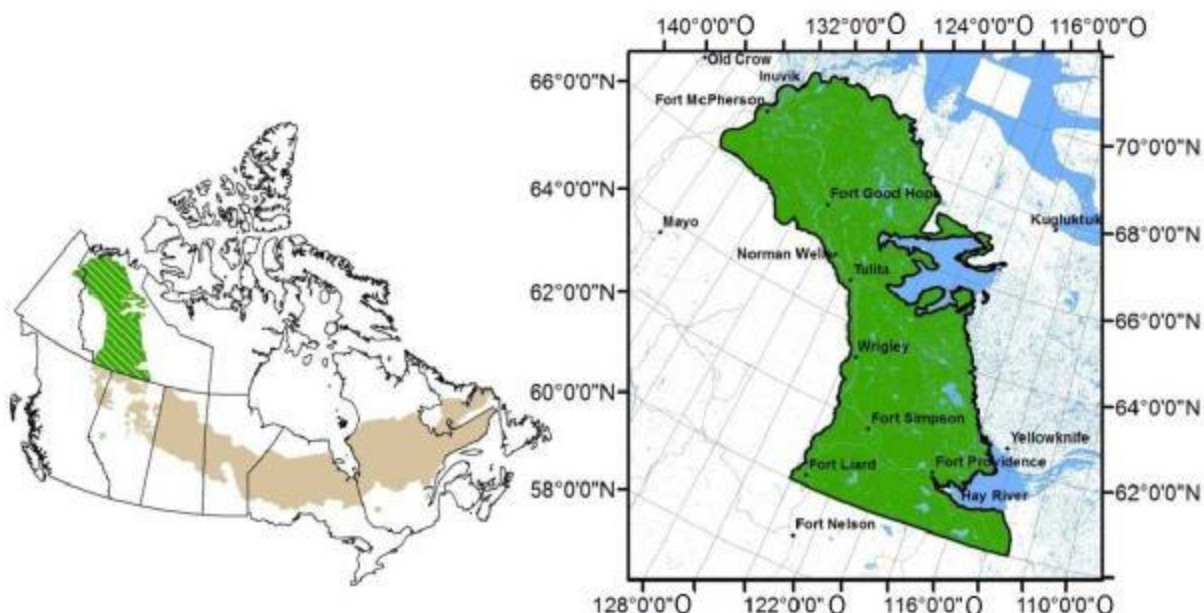 140°0'0"O 132°0'0"O 124°0'0"O 116°0'0"O
66°0'0"N
64°0'0"N
62°0'0"N
60°0'0"N
58°0'0"N
Old Crow
Inuvik
Fort McPherson
Fort Good Hope
Mayo
Kugluktuk
Norman Wells
Tulita
Wrigley
Fort Simpson
Yellowknife
Fort Liard
Fort Providence
Hay River
Fort Nelson
70°0'0"N
68°0'0"N
66°0'0"N
64°0'0"N
62°0'0"N
128°0'0"O 122°0'0"O 116°0'0"O 110°0'0"O